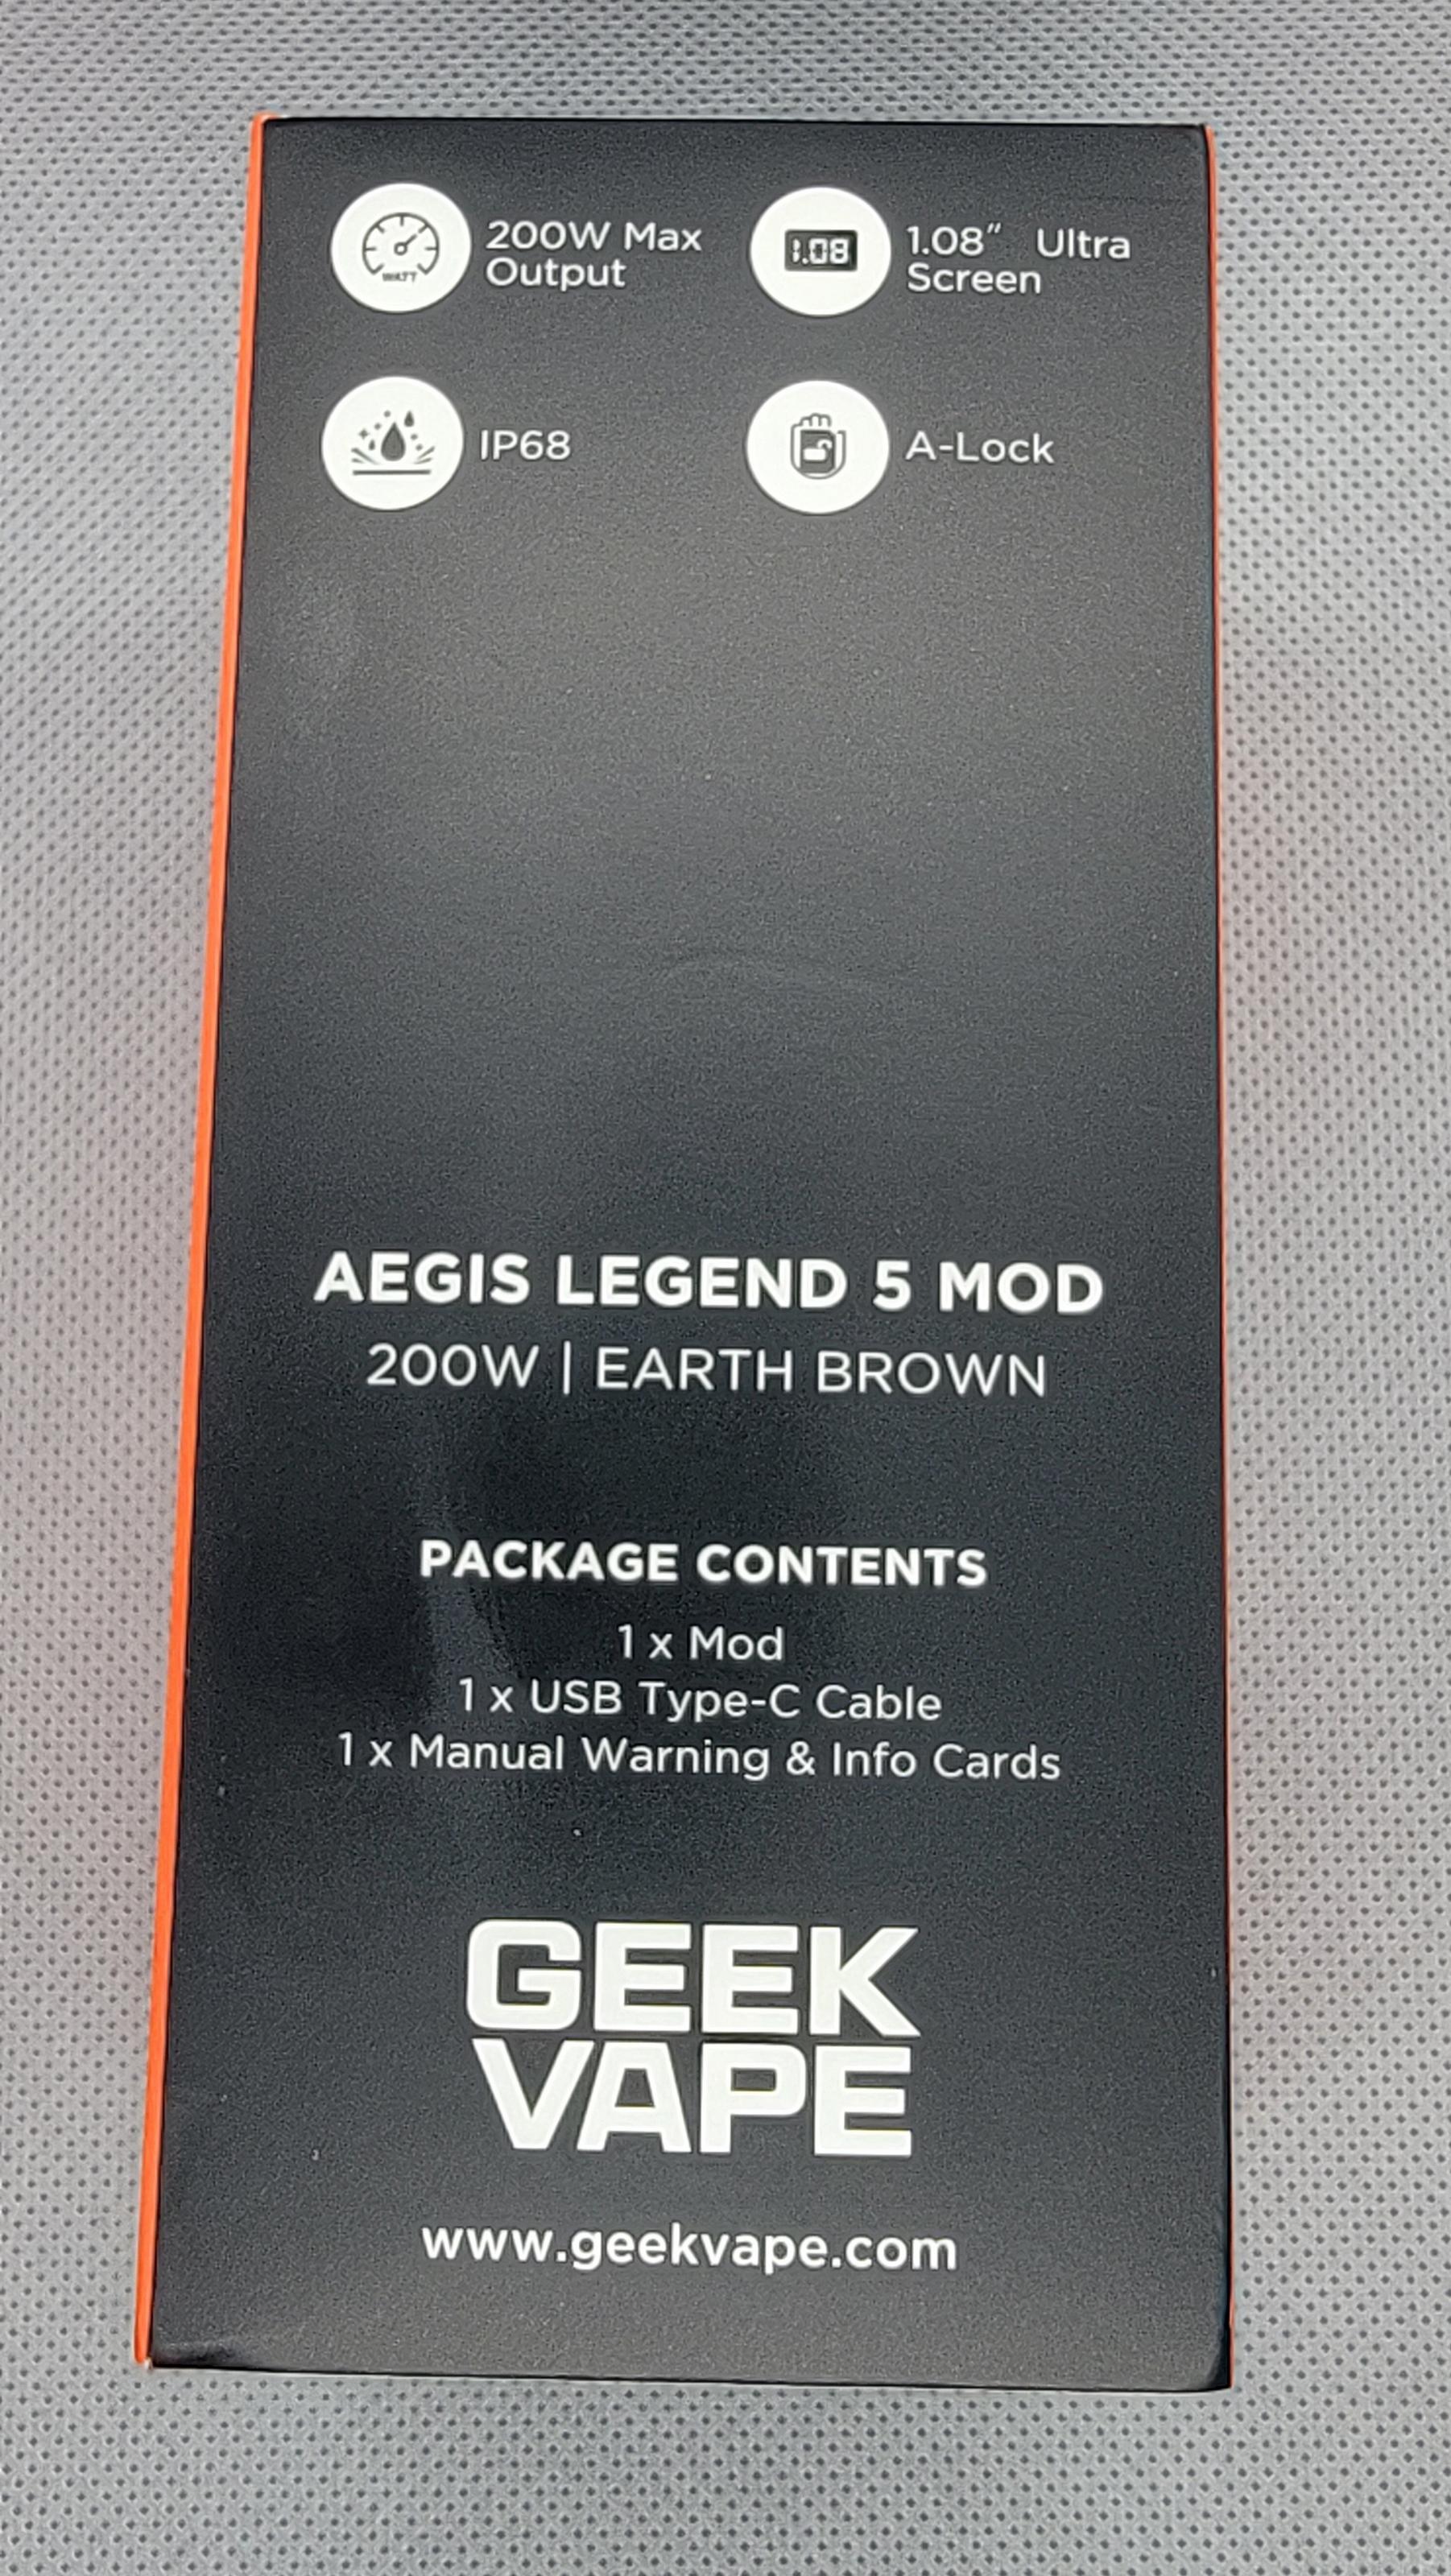 200W Max
Output
WATT
1.08
1.08" Ultra
Screen
IP68
A-Lock
AEGIS LEGEND 5 MOD
200W | EARTH BROWN
PACKAGE CONTENTS
1 x Mod
1 x USB Type-C Cable
1 x Manual Warning & Info Cards
GEEK
VAPE
www.geekvape.com